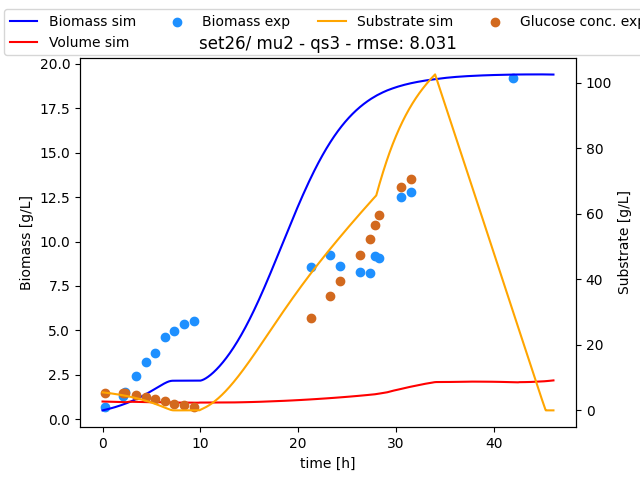 Biomass sim Biomass exp Substrate sim Glucose conc. exp
Volume sim
set26/ mu2 - qs3 - rmse: 8.031
20.0
17.5
15.0
12.5
10.0
7.5
5.0
2.5
0.0
Biomass [g/L]
100
80
60
40
20
0
Substrate [g/L]
0 10 20 30 40
time [h]